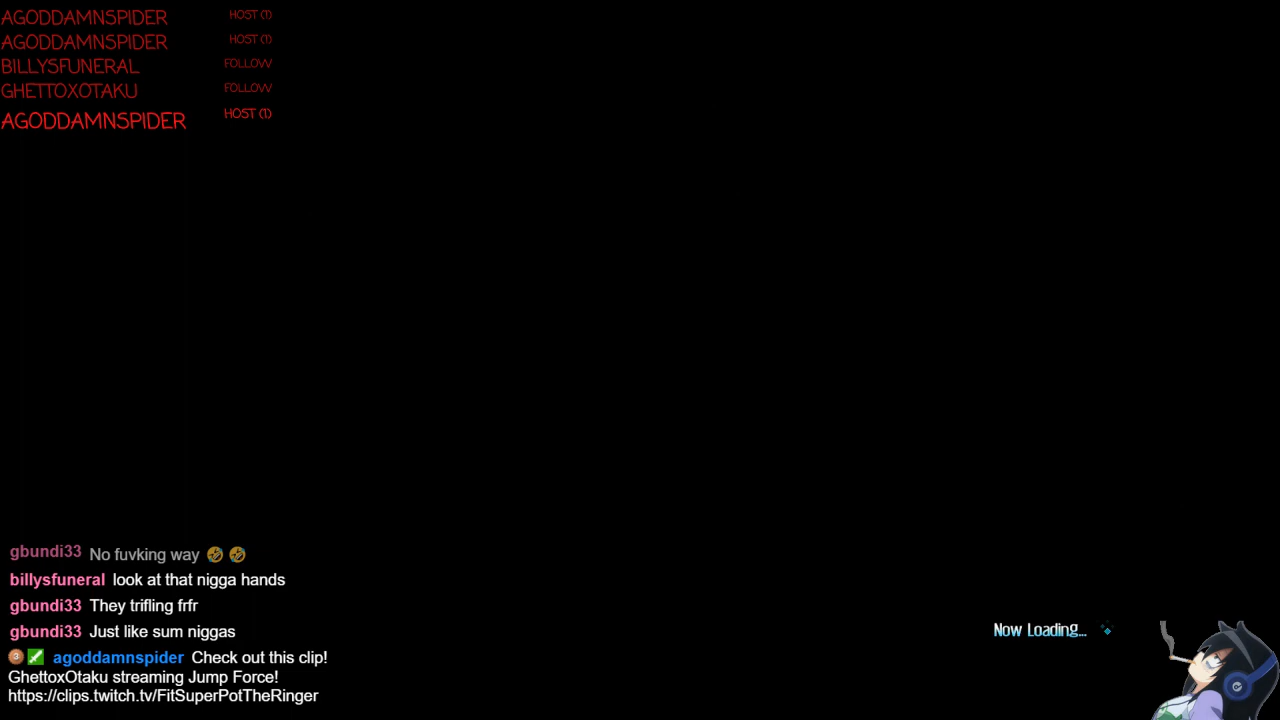 AGODDAMNSPIDER HOST (1)
AGODDAMNSPIDER HOST (1)
BILLYSFUNERAL FOLLOW
GHETTOXOTAKU FOLLOW
AGODDAMNSPIDER HOST (1)
gbundi33 No fuvking way 🤣 🤣
billysfuneral look at that nigga hands
gbundi33 They trifling frfr
gbundi33 Just like sum niggas
3 agoddamnspider Check out this clip!
GhettoxOtaku streaming Jump Force!
https://clips.twitch.tv/FitSuperPotTheRinger
Now Loading...